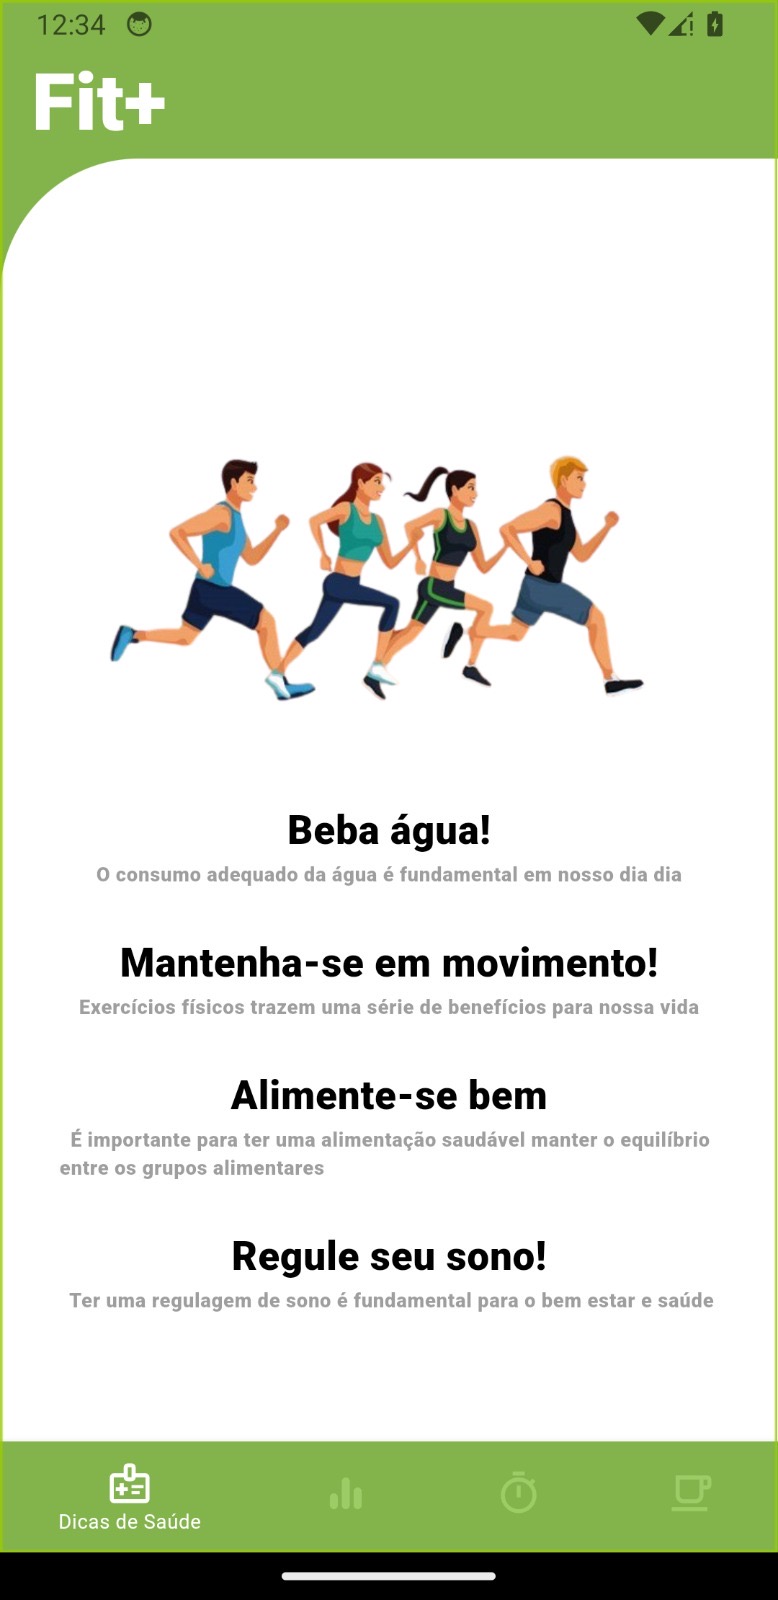 12:34
Fit+
Beba água!
O consumo adequado da água é fundamental em nosso dia dia
Mantenha-se em movimento!
Exercícios físicos trazem uma série de benefícios para nossa vida
Alimente-se bem
É importante para ter uma alimentação saudável manter o equilíbrio
entre os grupos alimentares
Regule seu sono!
Ter uma regulagem de sono é fundamental para o bem estar e saúde
Dicas de Saúde